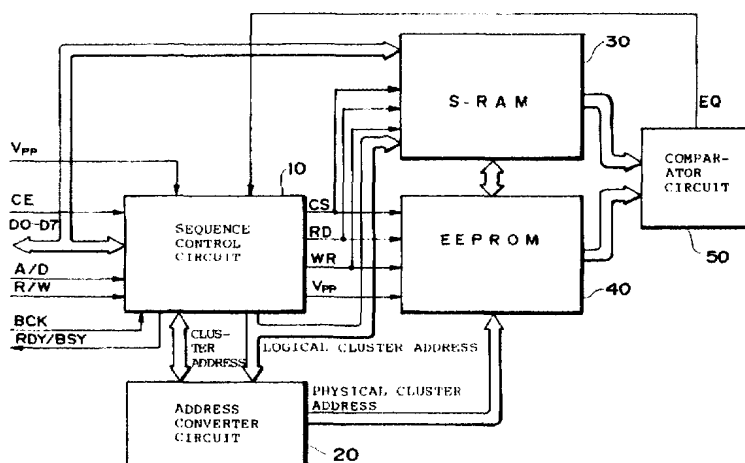 30
S-RAM
EQ
VPP
10
COMPAR-
ATOR
CIRCUIT
CE
CS
D0-D7
SEQUENCE
CONTROL
CIRCUIT
RD
EEPROM
WR
50
A/D
R/W
VPP
40
BCK
RDY/BSY
CLUS-
TER
ADDRESS
LOGICAL CLUSTER ADDRESS
PHYSICAL CLUSTER
ADDRESS
ADDRESS
CONVERTER
CIRCUIT
20